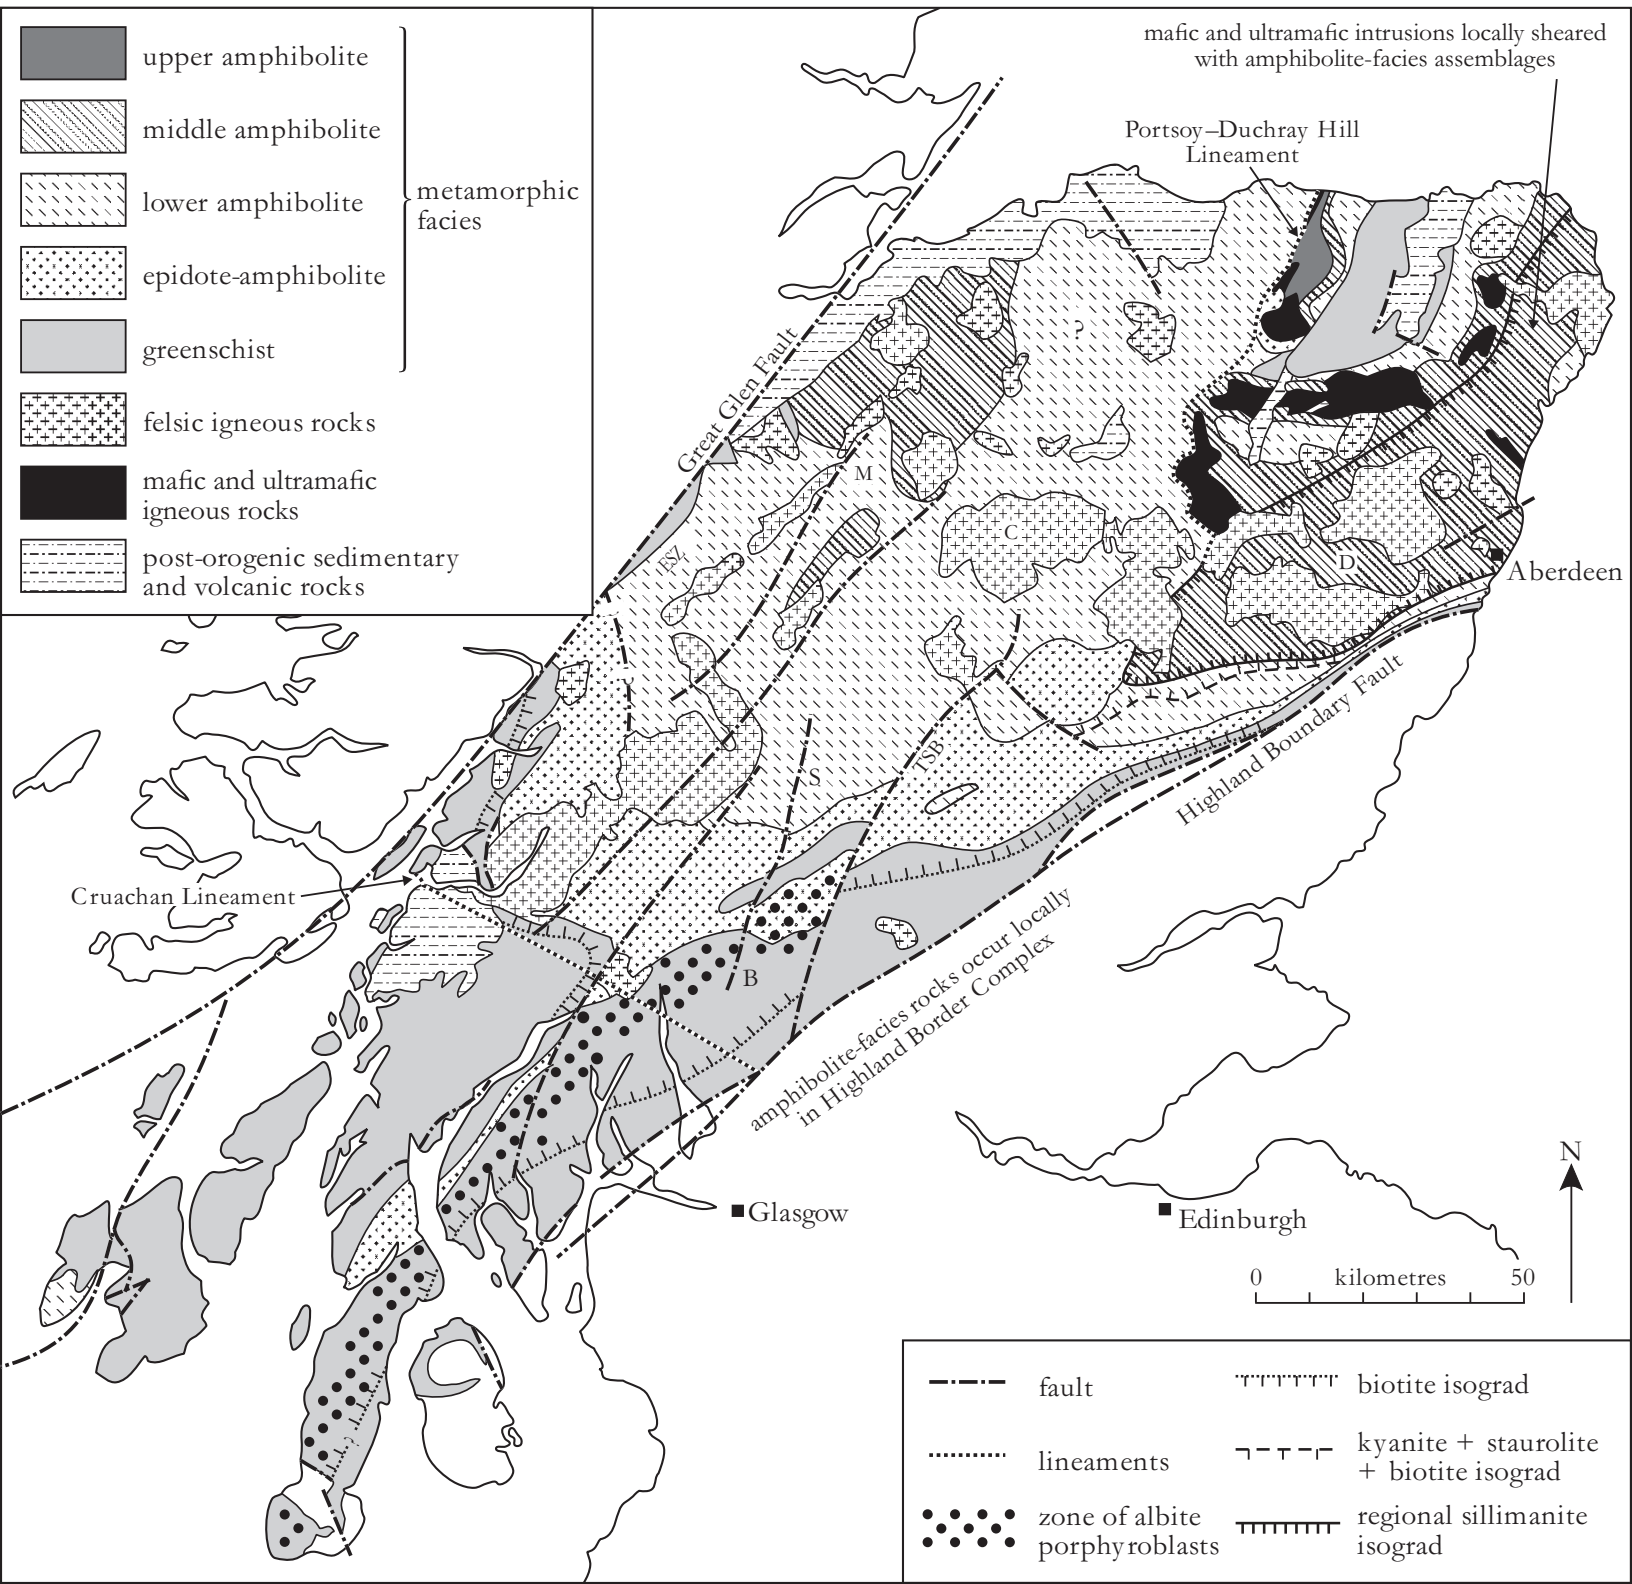 upper amphibolite
middle amphibolite
lower amphibolite
epidote-amphibolite
greenschist
metamorphic
facies
felsic igneous rocks
mafic and ultramafic
igneous rocks
post-orogenic sedimentary
and volcanic rocks
mafic and ultramafic intrusions locally sheared
with amphibolite-facies assemblages
Portsoy–Duchray Hill
Lineament
Great Glen Fault
?
M
ESZ
C
D
Aberdeen
S
TSB
Highland Boundary Fault
Cruachan Lineament
B
amphibolite-facies rocks occur locally
in Highland Border Complex
Glasgow
Edinburgh
N
0 kilometres 50
?
fault
lineaments
zone of albite
porphyroblasts
biotite isograd
kyanite + staurolite
+ biotite isograd
regional sillimanite
isograd